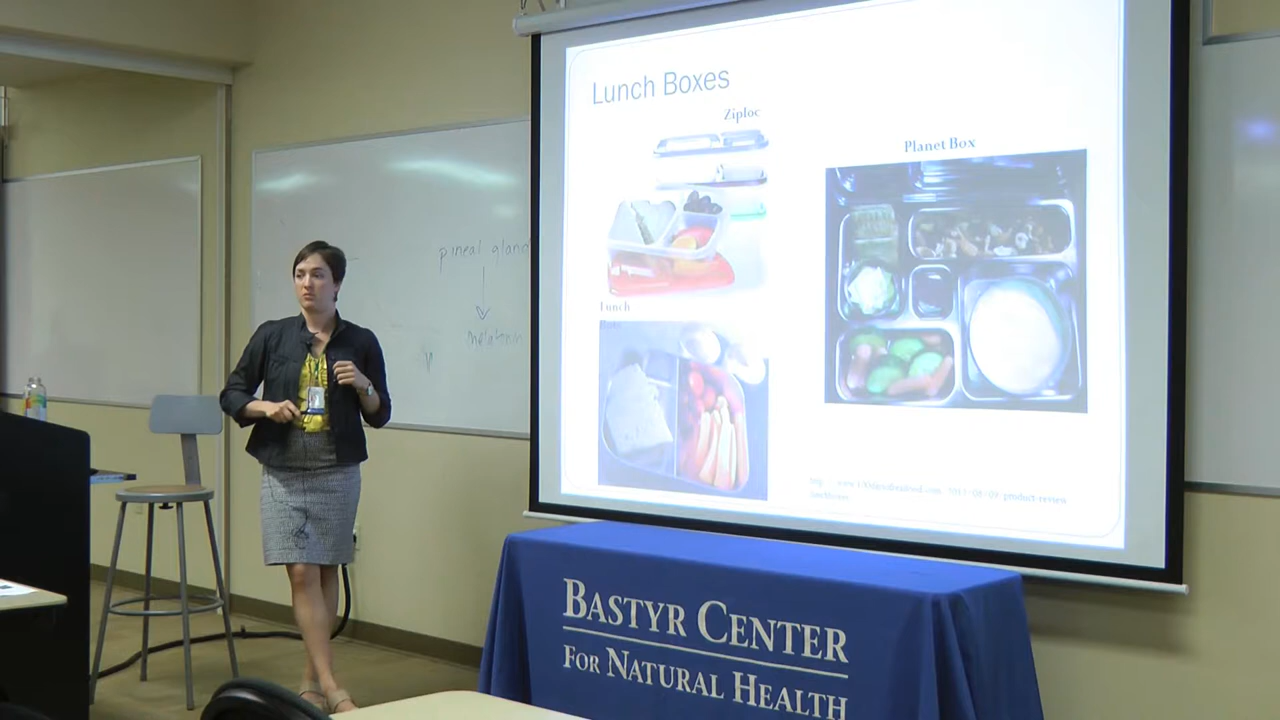 Lunch Boxes
Ziploc
Planet Box
Lunch
pineal gland
Bastyr Center
For Natural Health